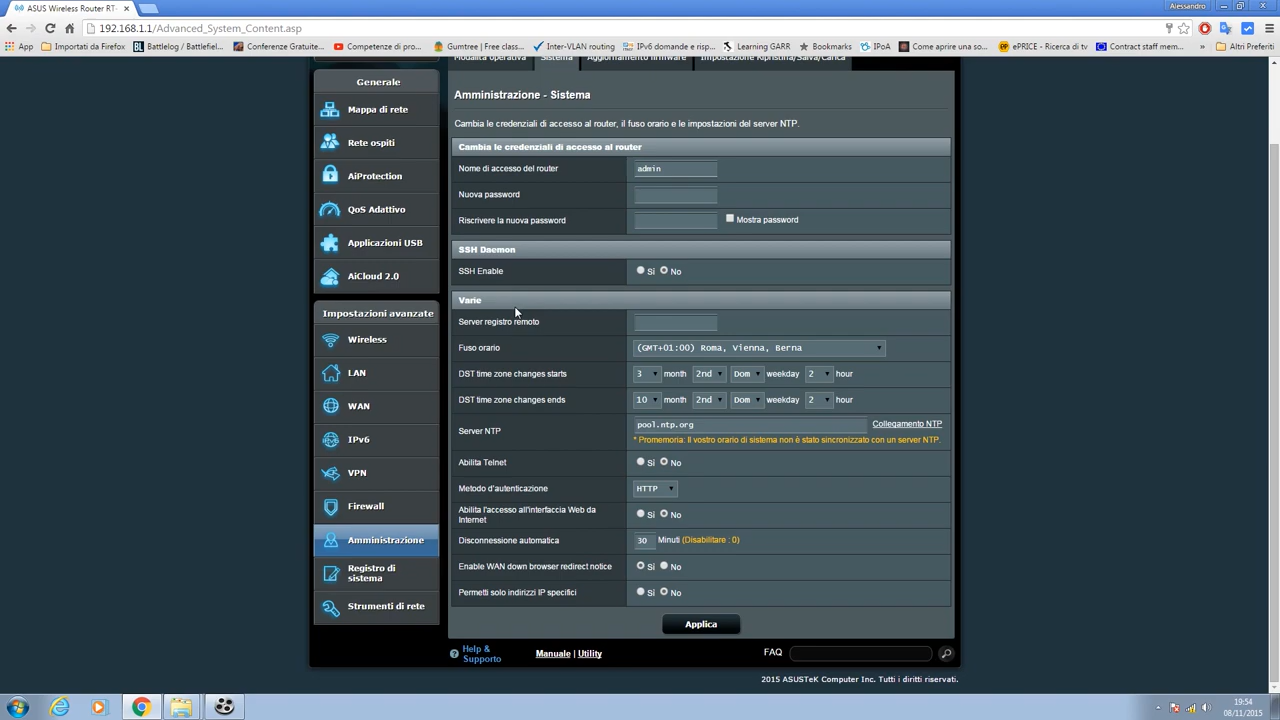 Alessandro
ASUS Wireless Router RT-
192.168.1.1/Advanced_System_Content.asp
App
Importati da Firefox
Battlelog / Battlefiel...
Conferenze Gratuite...
Competenze di pro...
Gumtree | Free class...
Inter-VLAN routing
IPv6 domande e risp...
Learning GARR
Bookmarks
IPoA
Come aprire una so...
ePRICE - Ricerca di tv
Contract staff mem...
Altri Preferiti
Modalità operativa
Sistema
Aggiornamento firmware
Impostazione Ripristina/Salva/Carica
Generale
Mappa di rete
Rete ospiti
AiProtection
QoS Adattivo
Applicazioni USB
AiCloud 2.0
Impostazioni avanzate
Wireless
LAN
WAN
IPv6
VPN
Firewall
Amministrazione
Registro di
sistema
Strumenti di rete
Amministrazione - Sistema
Cambia le credenziali di accesso al router, il fuso orario e le impostazioni del server NTP.
Cambia le credenziali di accesso al router
Nome di accesso del router
admin
Nuova password
Riscrivere la nuova password
Mostra password
SSH Daemon
SSH Enable
Sì No
Varie
Server registro remoto
Fuso orario
(GMT+01:00) Roma, Vienna, Berna
DST time zone changes starts
3 month 2nd Dom weekday 2 hour
DST time zone changes ends
10 month 2nd Dom weekday 2 hour
Server NTP
pool.ntp.org
Collegamento NTP
* Promemoria: Il vostro orario di sistema non è stato sincronizzato con un server NTP.
Abilita Telnet
Sì No
Metodo d'autenticazione
HTTP
Abilita l'accesso all'interfaccia Web da
Internet
Sì No
Disconnessione automatica
30 Minuti (Disabilitare : 0)
Enable WAN down browser redirect notice
Sì No
Permetti solo indirizzi IP specifici
Sì No
Applica
Help &
Supporto
Manuale | Utility
FAQ
2015 ASUSTeK Computer Inc. Tutti i diritti riservati.
19:54
08/11/2015